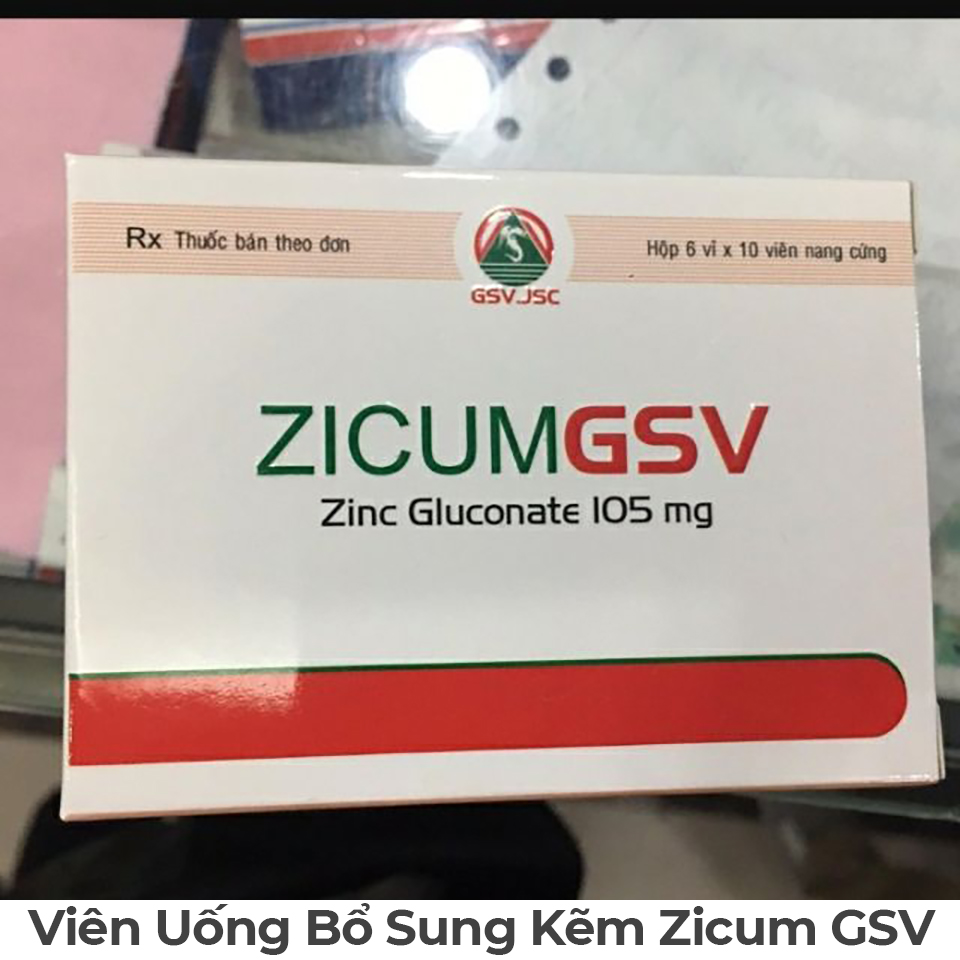 Rx Thuốc bán theo đơn
Hộp 6 vỉ x 10 viên nang cứng
GSV.JSC
ZICUMGSV
Zinc Gluconate 105 mg
Viên Uống Bổ Sung Kẽm Zicum GSV